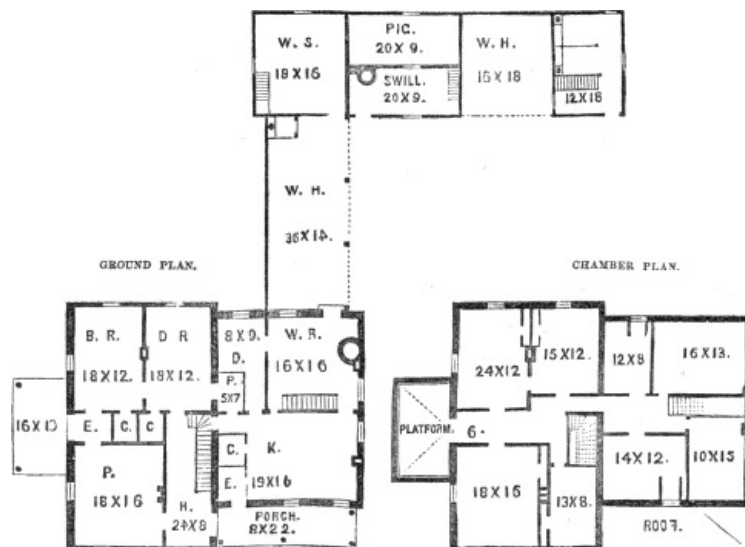 W. S.
18 X 16
PIG.
20 X 9.
SWILL.
20 X 9.
W. H.
16 X 18
12 X 18
W. H.
36 X 14.
GROUND PLAN.
B. R.
18 X 12.
D R
18 X 12.
8 X 9.
D.
P.
5 X 7
W. R.
16 X 16
E.
C.
C
P.
18 X 16
H.
24 X 8
C.
E.
K.
19 X 16
PORCH.
8 X 22.
CHAMBER PLAN.
24 X 12
15 X 12.
12 X 8
16 X 13.
PLATFORM.
6.
18 X 15
13 X 8.
14 X 12.
10 X 15
ROOF.